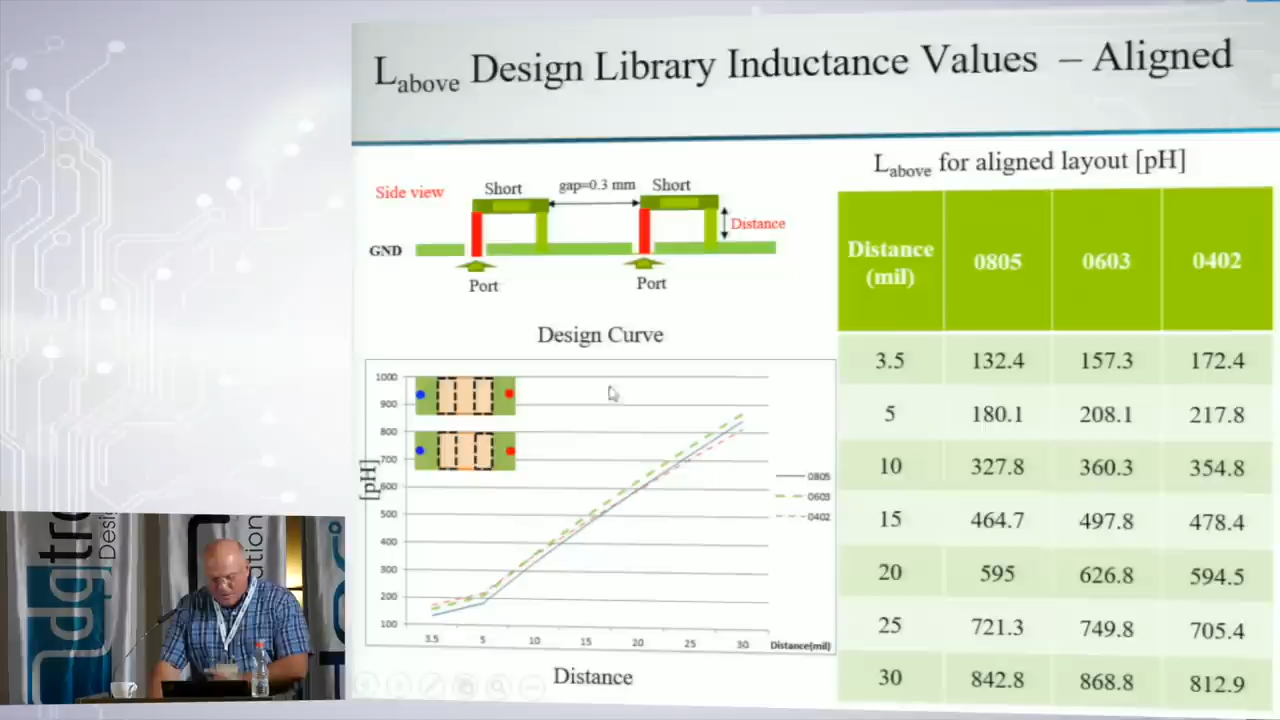 L_above Design Library Inductance Values – Aligned
Side view
Short
gap=0.3 mm
Short
Distance
GND
Port
Port
Design Curve
[pH]
1000
900
800
700
600
500
400
300
200
100
3.5
5
10
15
20
25
30
Distance(mil)
0805
0603
0402
Distance
L_above for aligned layout [pH]
Distance (mil) 0805 0603 0402
3.5 132.4 157.3 172.4
5 180.1 208.1 217.8
10 327.8 360.3 354.8
15 464.7 497.8 478.4
20 595 626.8 594.5
25 721.3 749.8 705.4
30 842.8 868.8 812.9
dgtro
Desi
ation